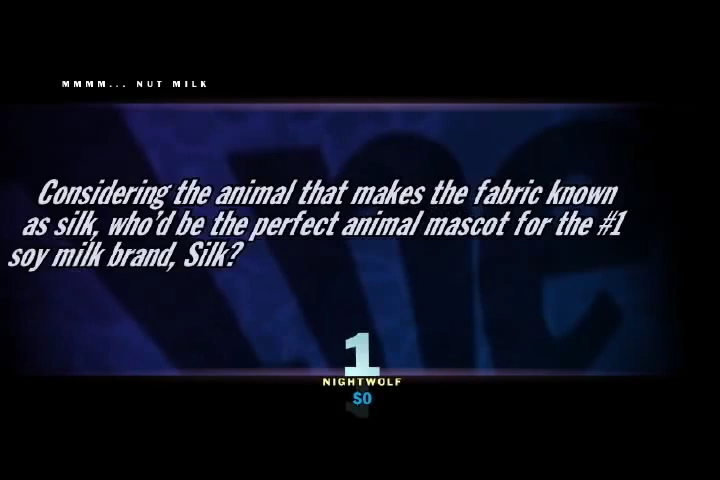 MMMM... NUT MILK
Considering the animal that makes the fabric known
as silk, who'd be the perfect animal mascot for the #1
soy milk brand, Silk?
1
NIGHTWOLF
$0